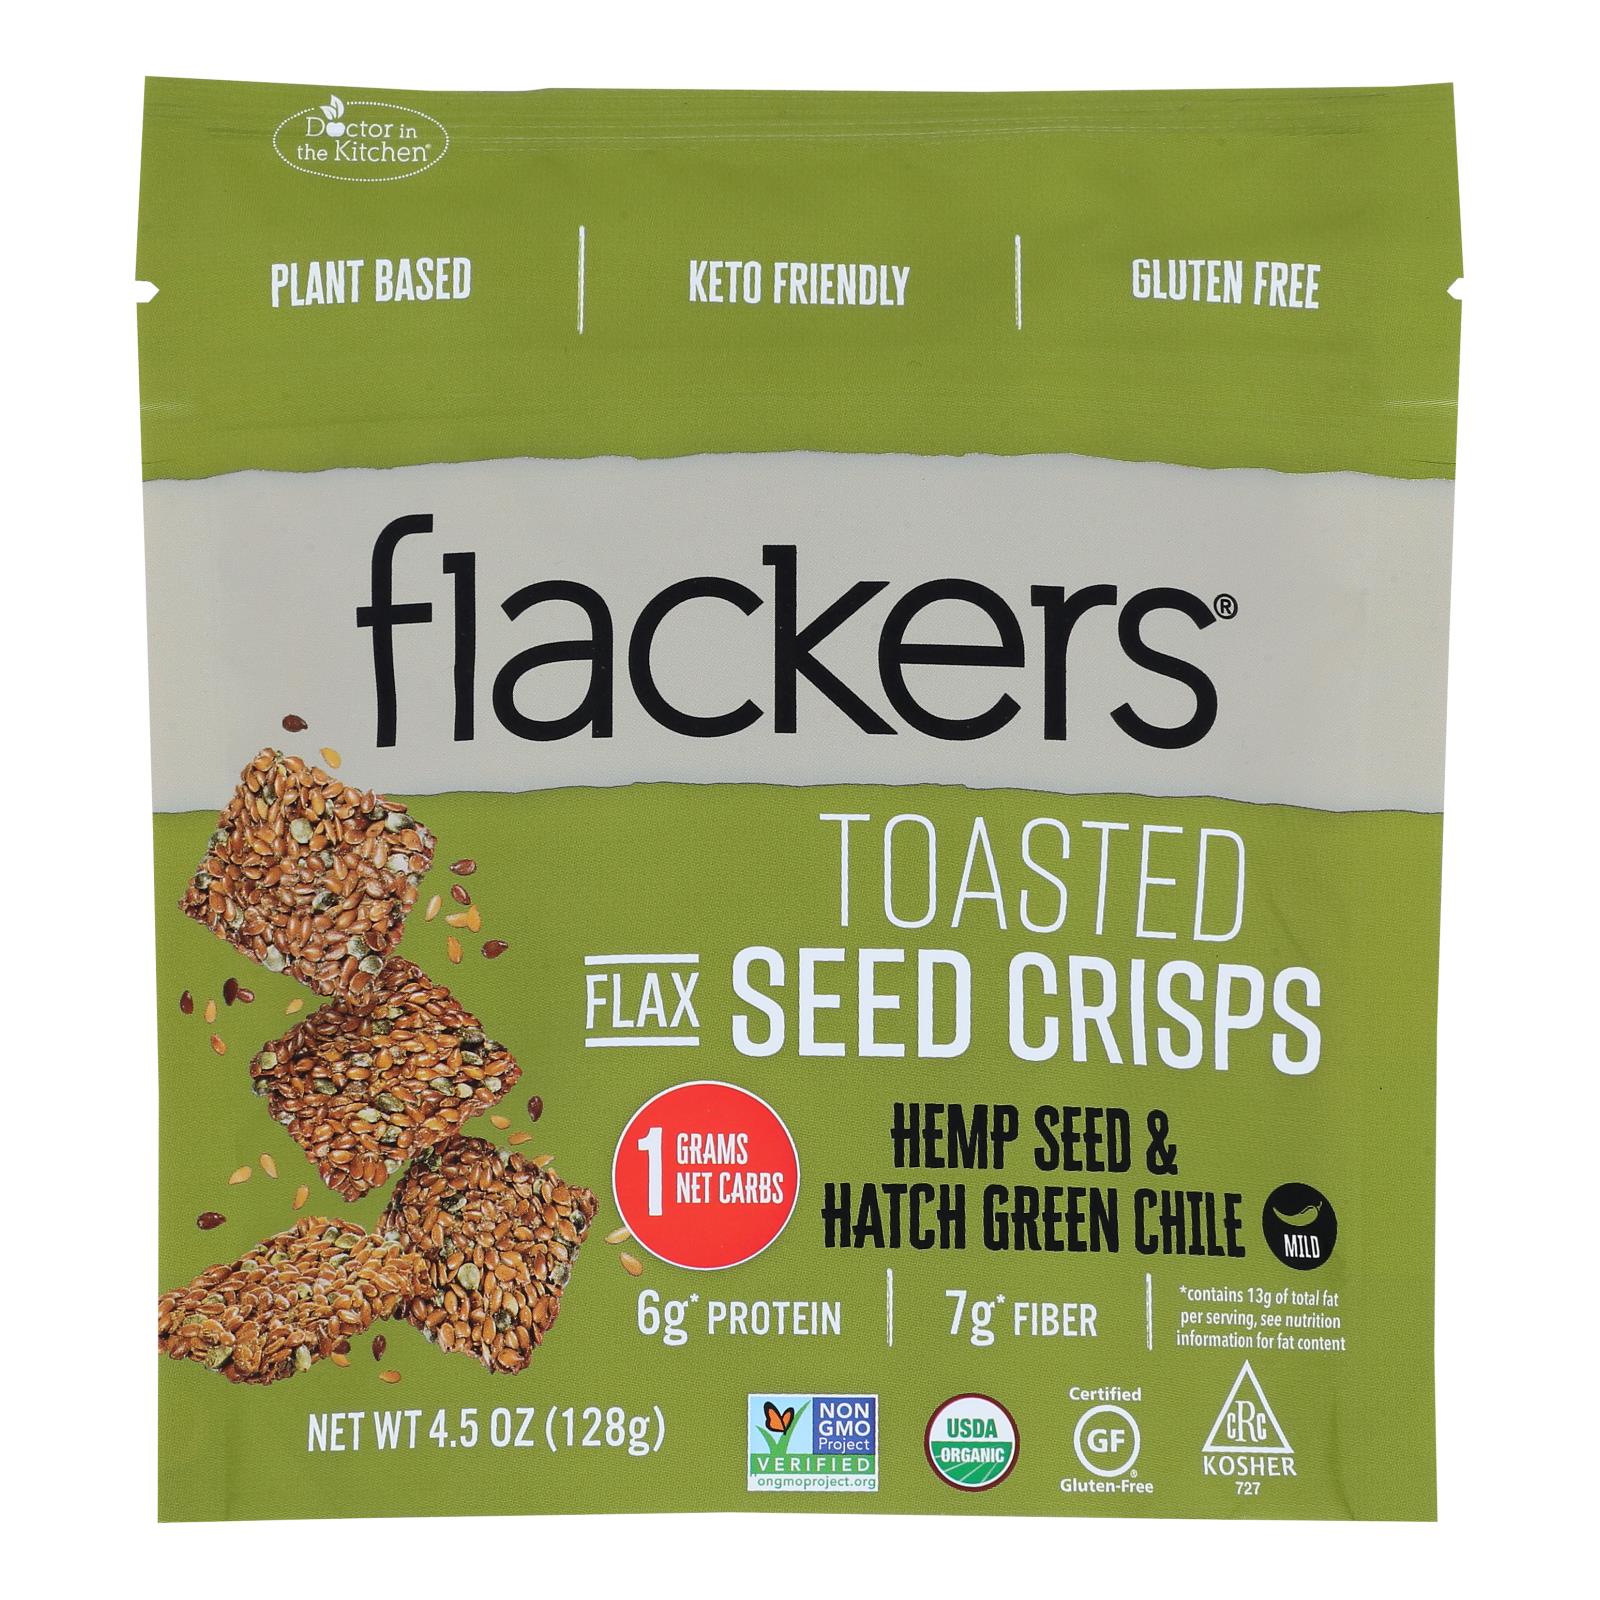 Doctor in
the Kitchen®
PLANT BASED
KETO FRIENDLY
GLUTEN FREE
flackers®
TOASTED
FLAX SEED CRISPS
1 GRAMS
NET CARBS
HEMP SEED &
HATCH GREEN CHILE
MILD
6g* PROTEIN
7g* FIBER
*contains 13g of total fat
per serving, see nutrition
information for fat content
NET WT 4.5 OZ (128g)
NON
GMO
Project
VERIFIED
ongmoproject.org
USDA
ORGANIC
Certified
GF
®
Gluten-Free
cRc
KOSHER
727